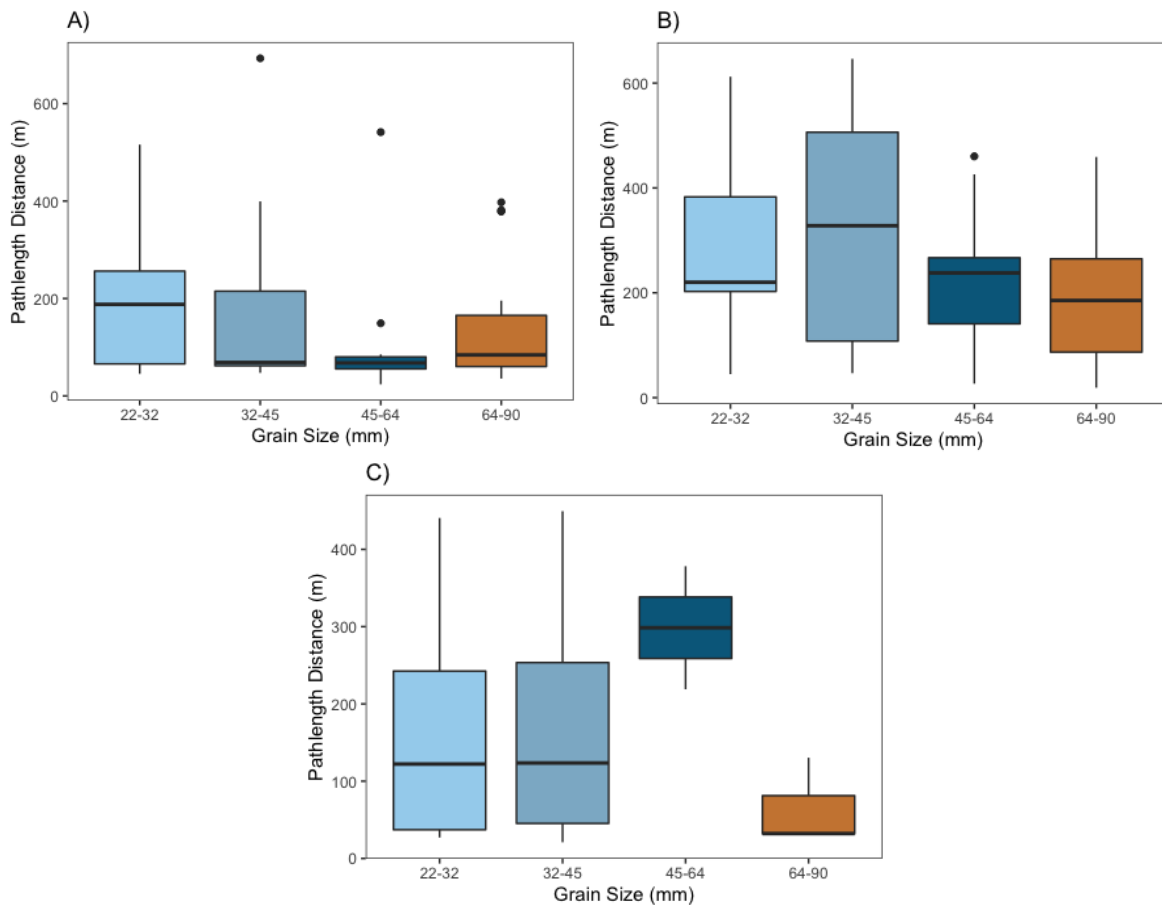 A)
Pathlength Distance (m)
600
400
200
0
22-32 32-45 45-64 64-90
Grain Size (mm)
B)
Pathlength Distance (m)
600
400
200
0
22-32 32-45 45-64 64-90
Grain Size (mm)
C)
Pathlength Distance (m)
400
300
200
100
0
22-32 32-45 45-64 64-90
Grain Size (mm)